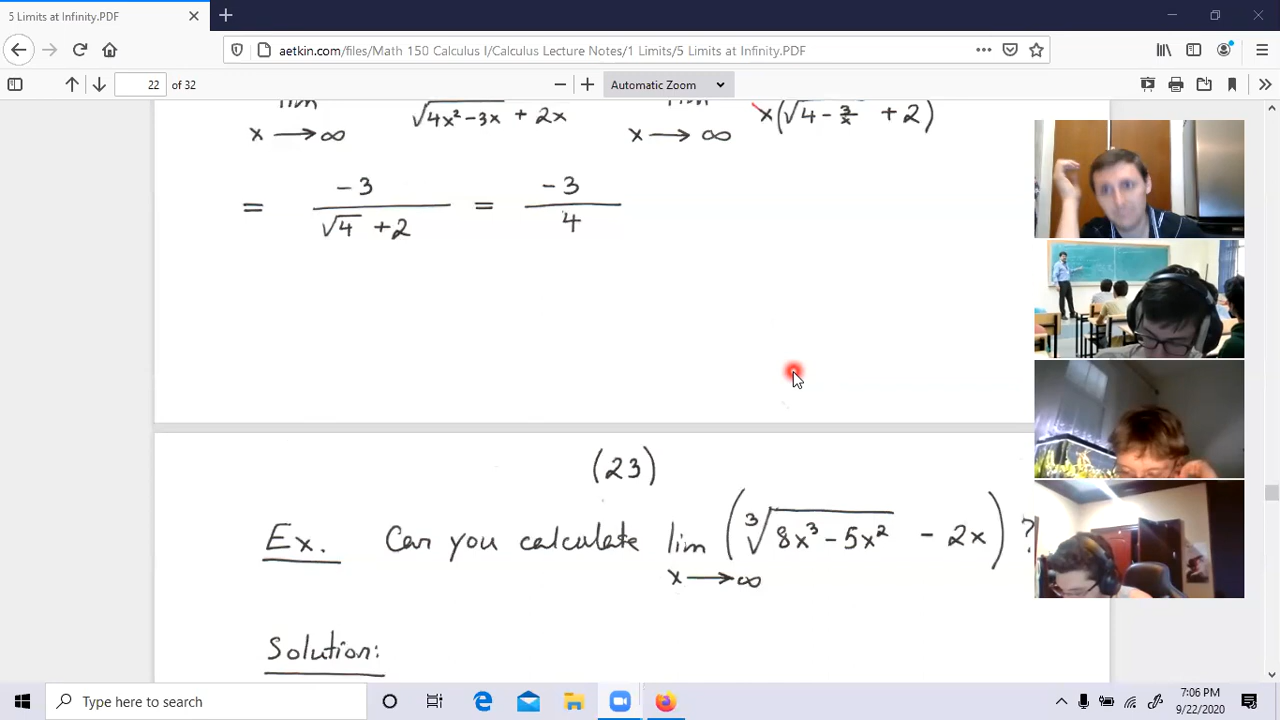 5 Limits at Infinity.PDF
aetkin.com/files/Math 150 Calculus I/Calculus Lecture Notes/1 Limits/5 Limits at Infinity.PDF
22 of 32
Automatic Zoom
lim x → ∞ √(4x² - 3x) + 2x lim x → ∞ x(√(4 - 3/x) + 2)
= -3/(√4 + 2) = -3/4
(23)
Ex. Can you calculate lim x → ∞ (³√(8x³ - 5x²) - 2x) ?
Solution:
Type here to search
7:06 PM
9/22/2020